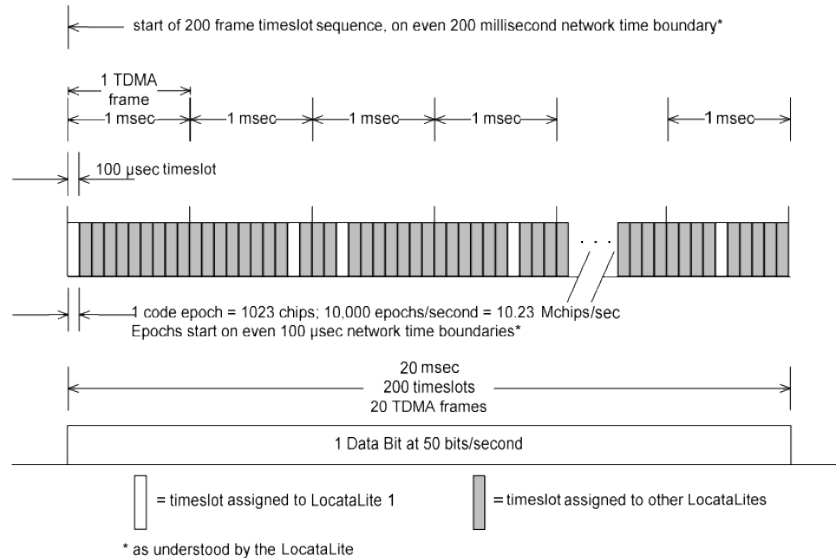 start of 200 frame timeslot sequence, on even 200 millisecond network time boundary*
1 TDMA
frame
1 msec 1 msec 1 msec 1 msec 1 msec
100 µsec timeslot
. . .
1 code epoch = 1023 chips; 10,000 epochs/second = 10.23 Mchips/sec
Epochs start on even 100 µsec network time boundaries*
20 msec
200 timeslots
20 TDMA frames
1 Data Bit at 50 bits/second
= timeslot assigned to LocataLite 1 = timeslot assigned to other LocataLites
* as understood by the LocataLite